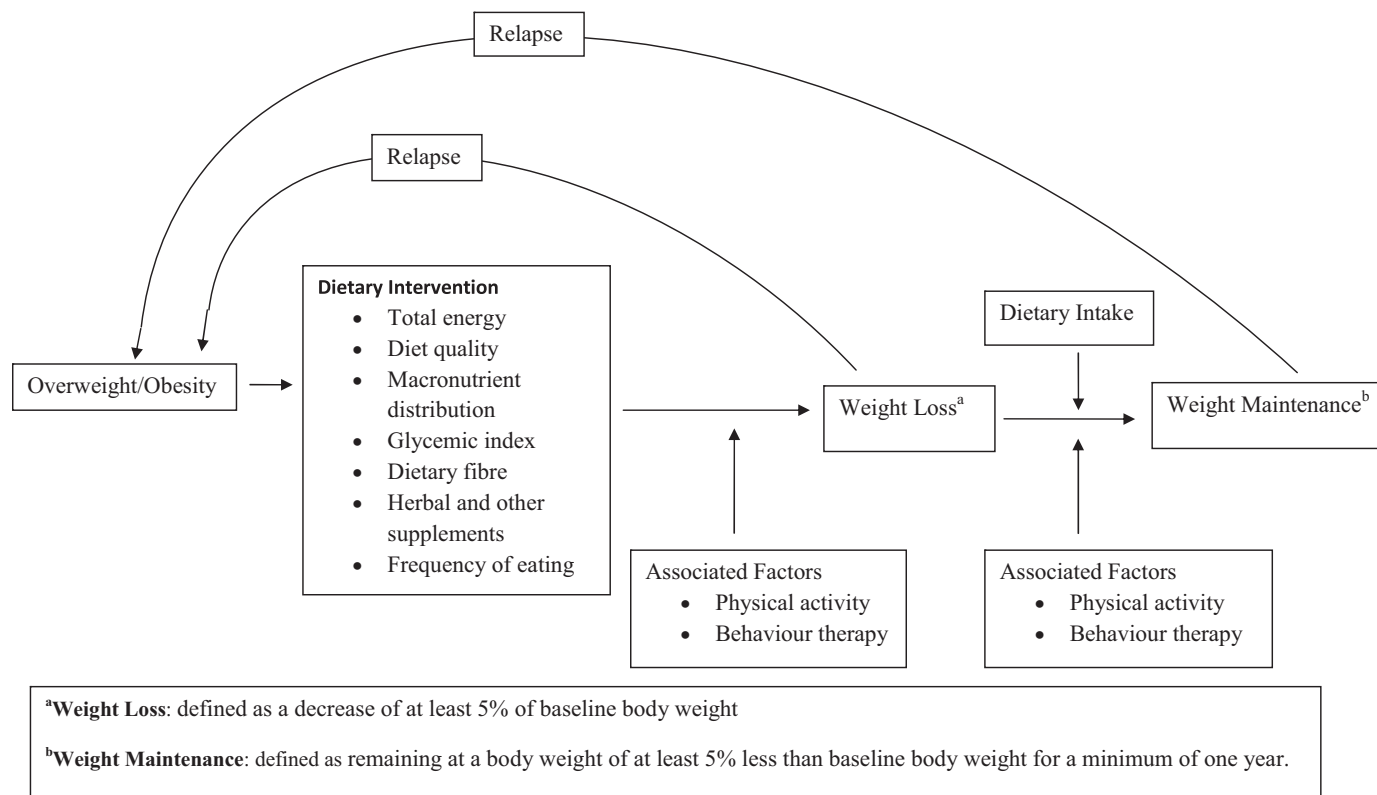 Relapse
Relapse
Dietary Intervention
• Total energy
• Diet quality
• Macronutrient
distribution
• Glycemic index
• Dietary fibre
• Herbal and other
supplements
• Frequency of eating
Dietary Intake
Overweight/Obesity
Weight Lossᵃ
Weight Maintenanceᵇ
Associated Factors
• Physical activity
• Behaviour therapy
Associated Factors
• Physical activity
• Behaviour therapy
ᵃWeight Loss: defined as a decrease of at least 5% of baseline body weight
ᵇWeight Maintenance: defined as remaining at a body weight of at least 5% less than baseline body weight for a minimum of one year.